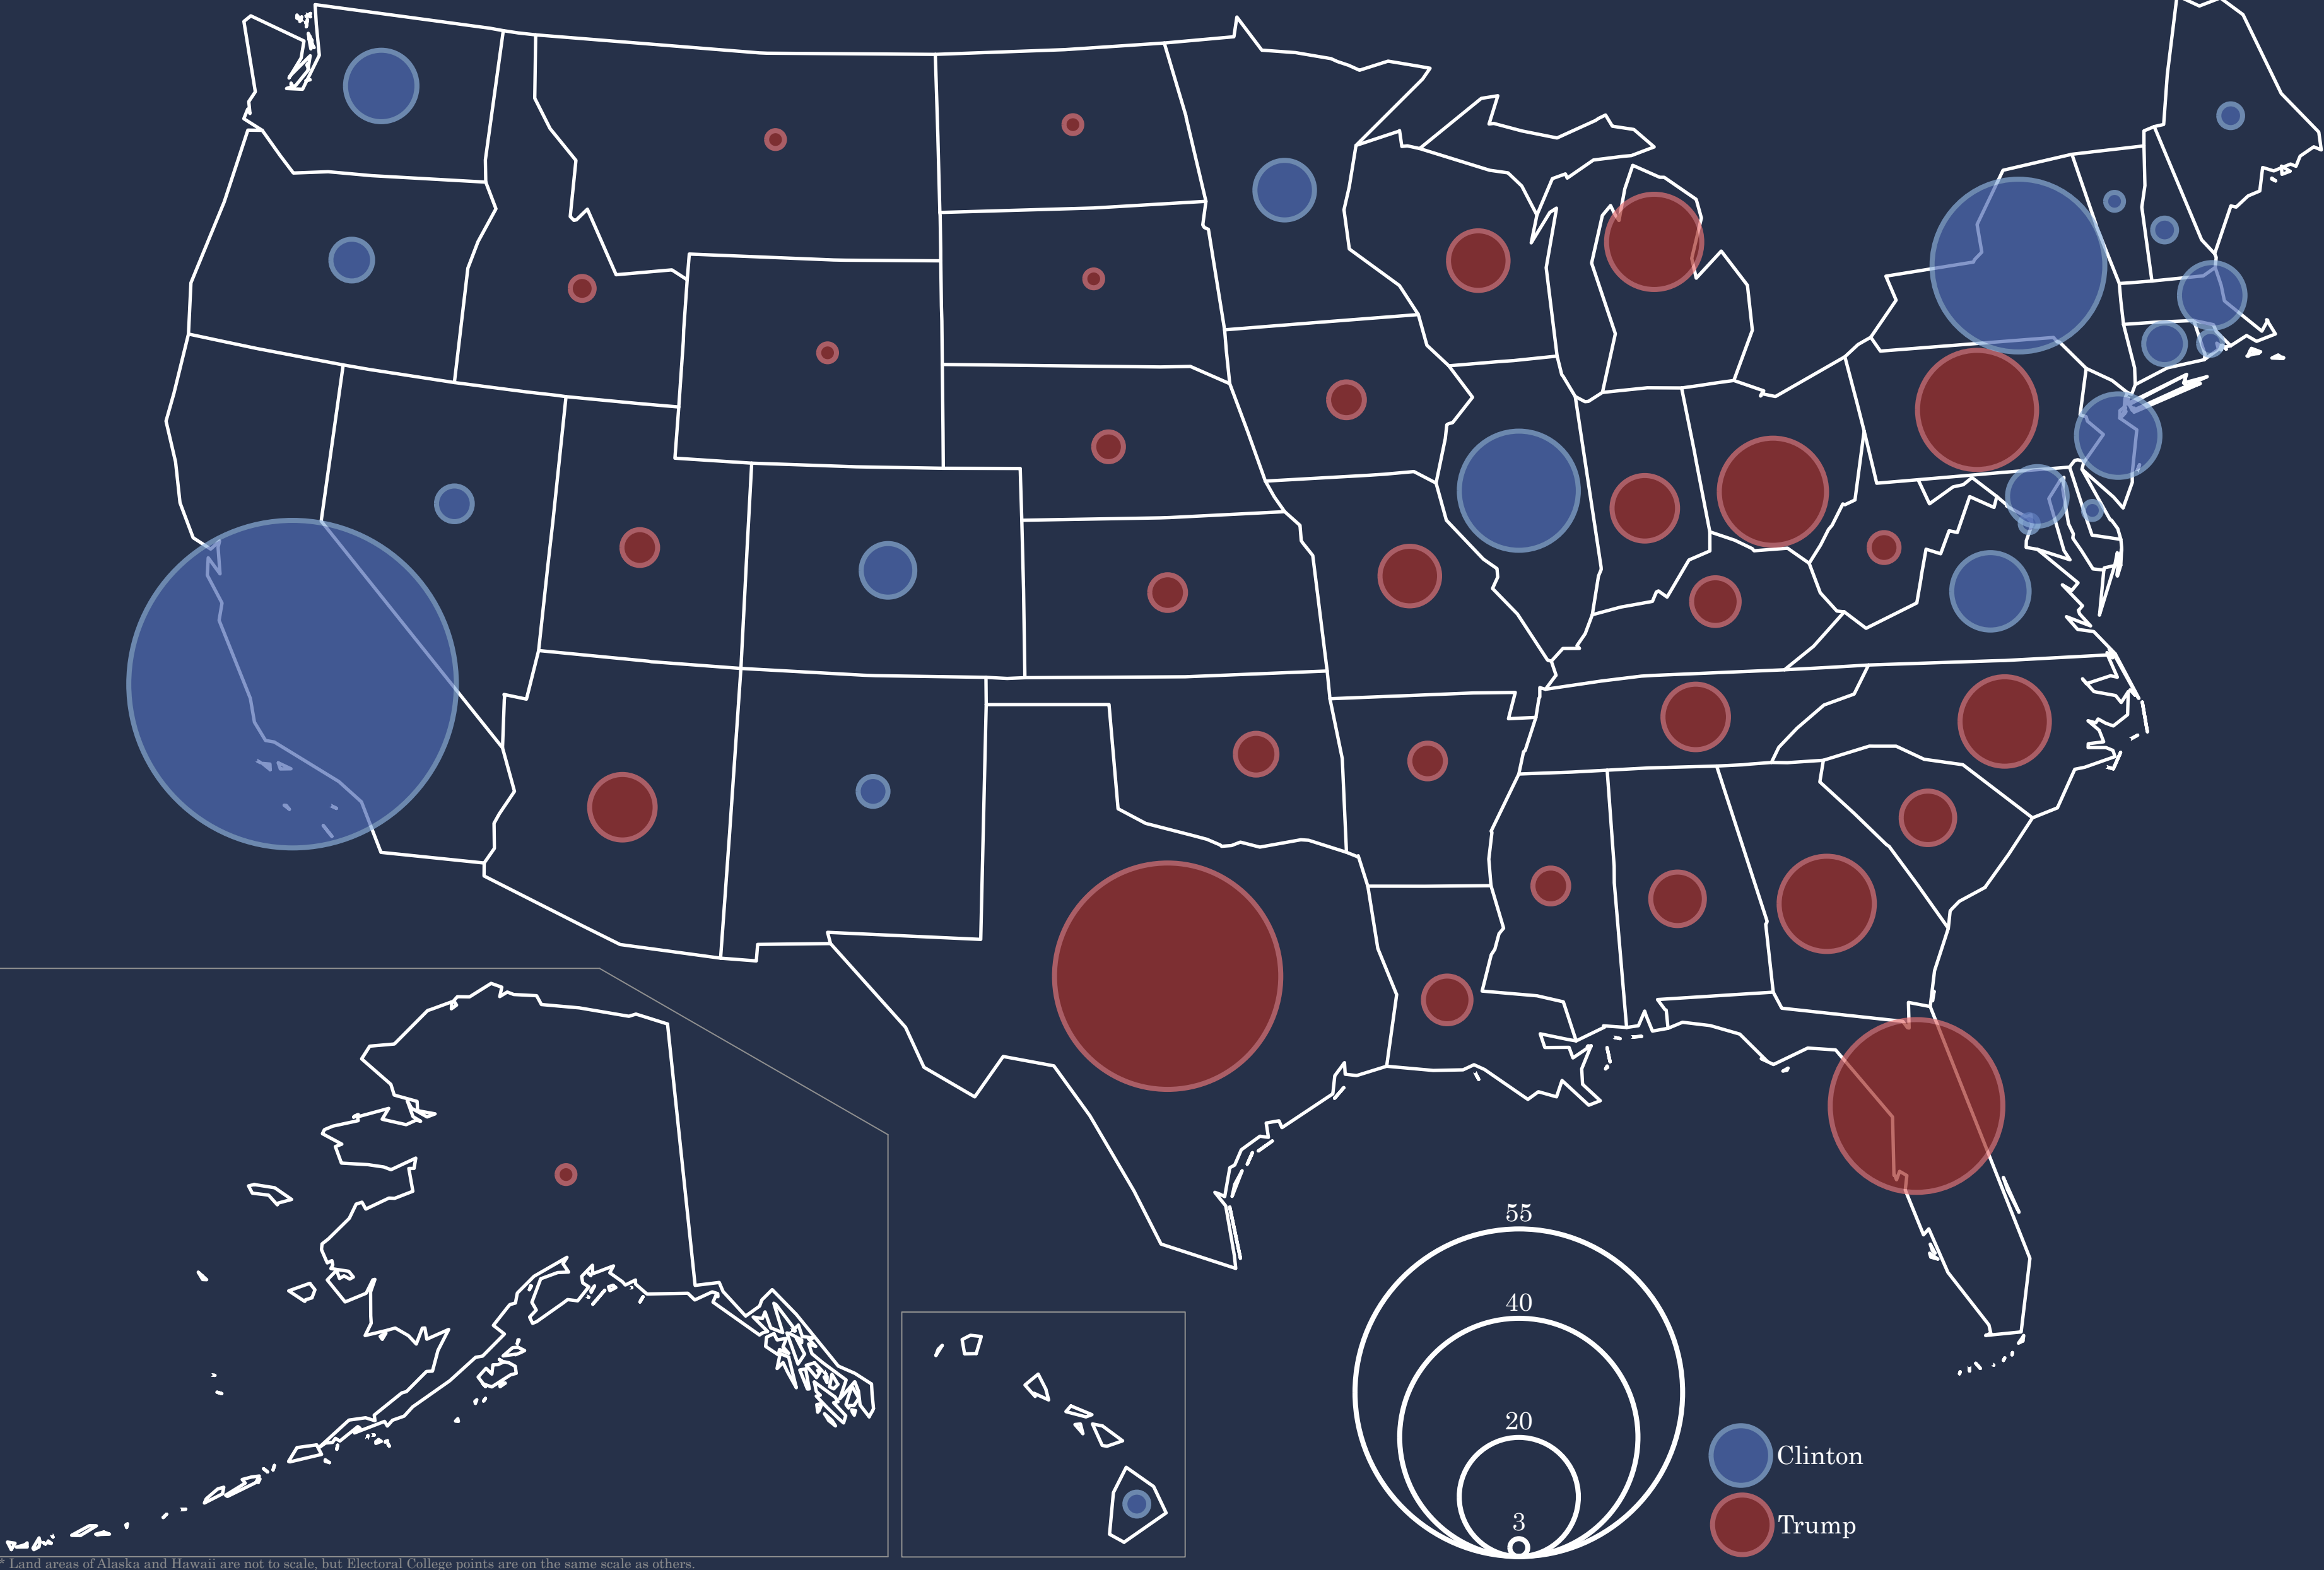 55
40
20
3
Clinton
Trump
* Land areas of Alaska and Hawaii are not to scale, but Electoral College points are on the same scale as others.